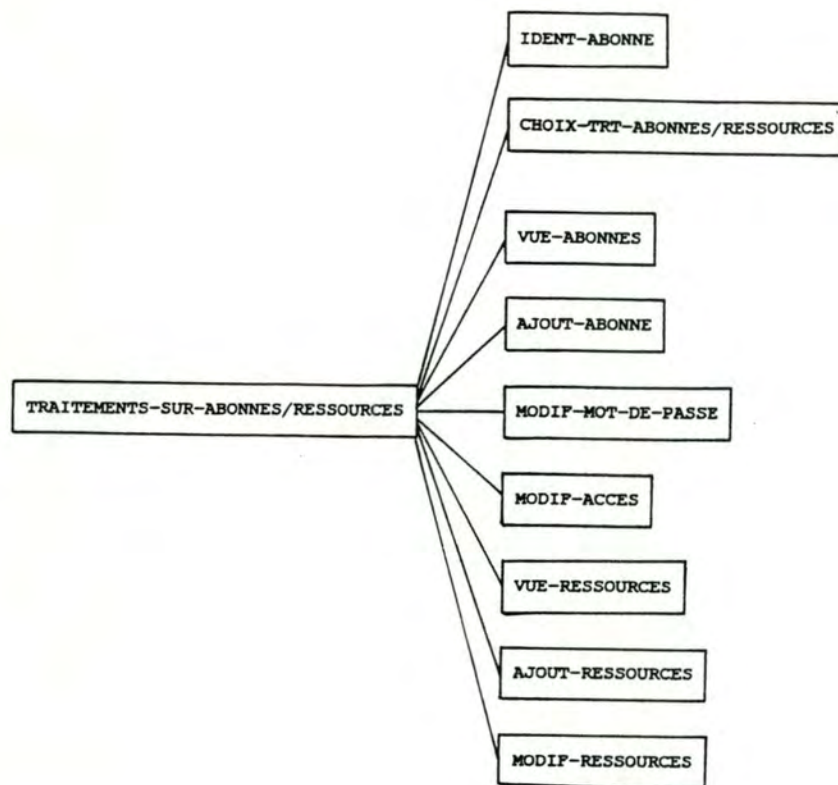 IDENT-ABONNE
CHOIX-TRT-ABONNES/RESSOURCES
VUE-ABONNES
AJOUT-ABONNE
TRAITEMENTS-SUR-ABONNES/RESSOURCES
MODIF-MOT-DE-PASSE
MODIF-ACCES
VUE-RESSOURCES
AJOUT-RESSOURCES
MODIF-RESSOURCES